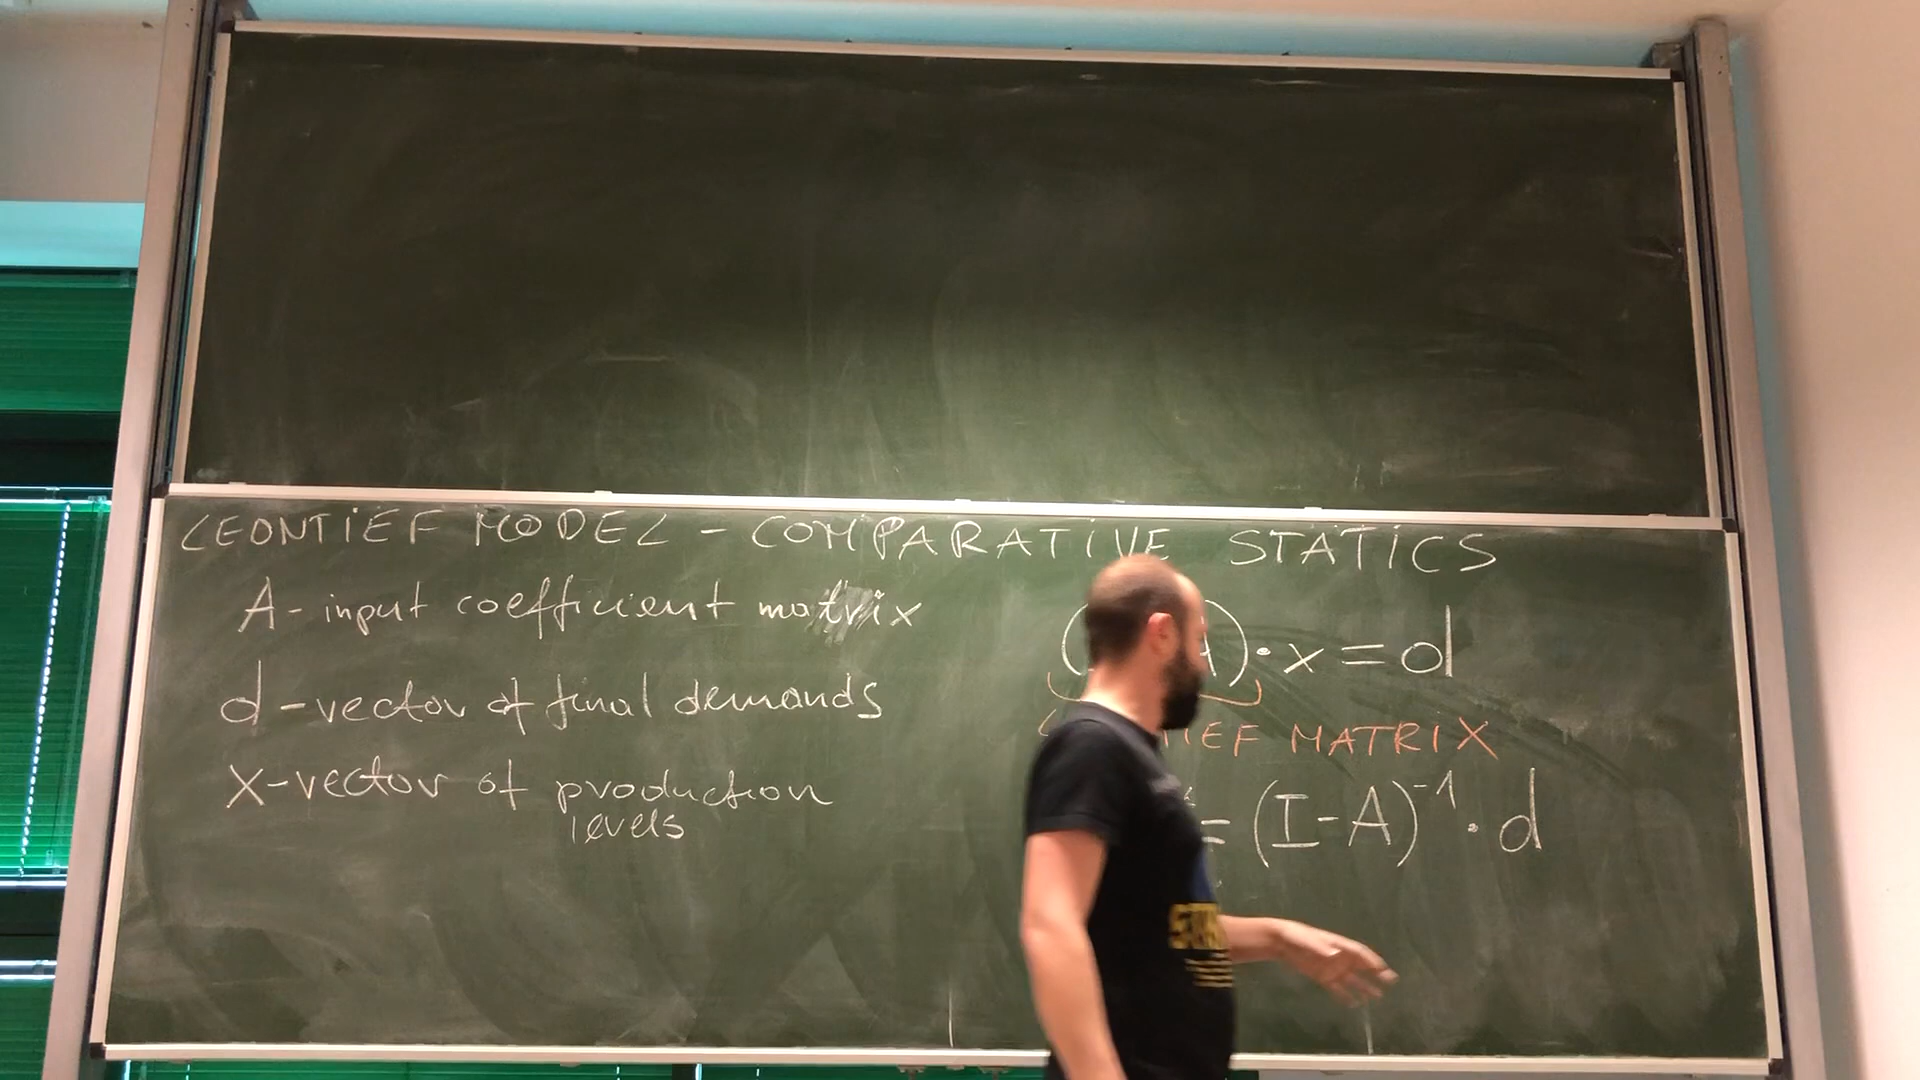 LEONTIEF MODEL - COMPARATIVE STATICS
A - input coefficient matrix
d - vector of final demands
X - vector of production
levels
( A) · x = d
MATRIX
= (I - A)⁻¹ · d